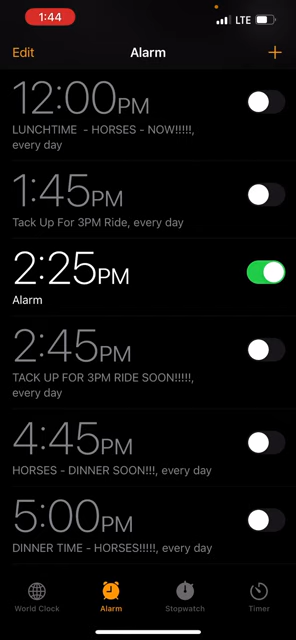 1:44
LTE
Edit
Alarm
+
12:00PM
LUNCHTIME - HORSES - NOW!!!!!,
every day
1:45PM
Tack Up For 3PM Ride, every day
2:25PM
Alarm
2:45PM
TACK UP FOR 3PM RIDE SOON!!!!!,
every day
4:45PM
HORSES - DINNER SOON!!!, every day
5:00PM
DINNER TIME - HORSES!!!!!, every day
World Clock
Alarm
Stopwatch
Timer